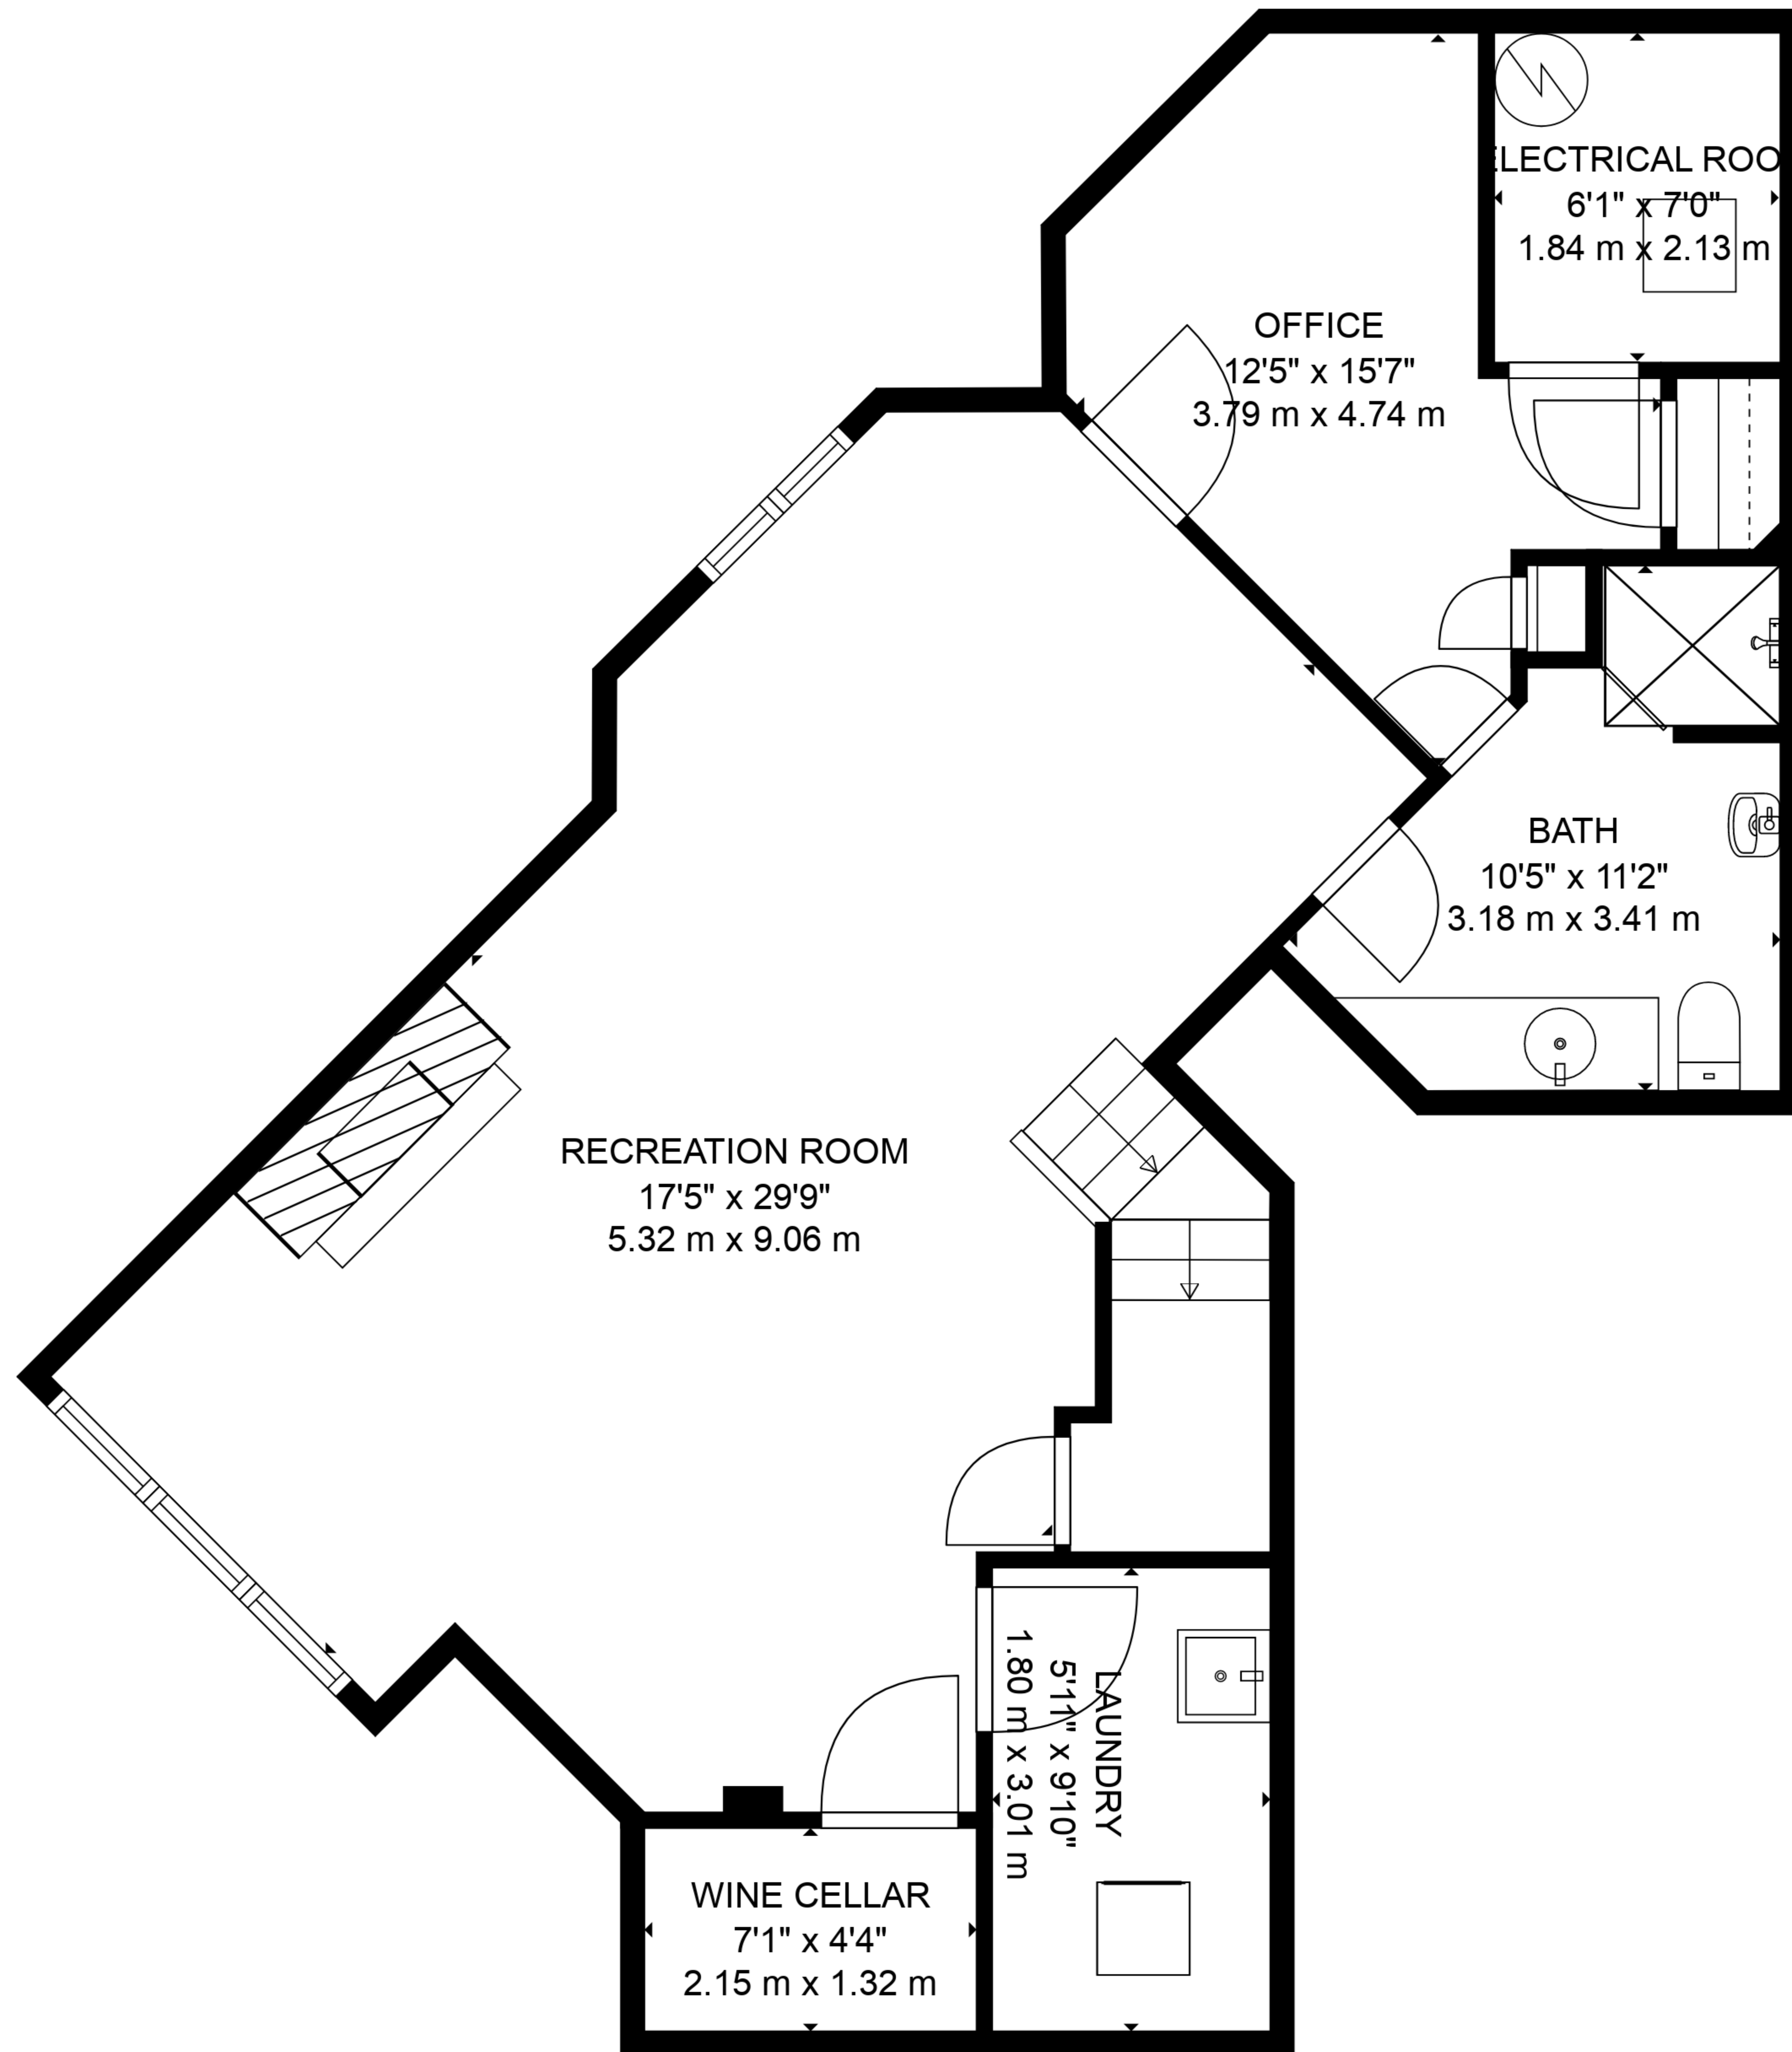 ELECTRICAL ROO
6'1" x 7'0"
1.84 m x 2.13 m
OFFICE
12'5" x 15'7"
3.79 m x 4.74 m
BATH
10'5" x 11'2"
3.18 m x 3.41 m
RECREATION ROOM
17'5" x 29'9"
5.32 m x 9.06 m
LAUNDRY
5'11" x 9'10"
1.80 m x 3.01 m
WINE CELLAR
7'1" x 4'4"
2.15 m x 1.32 m